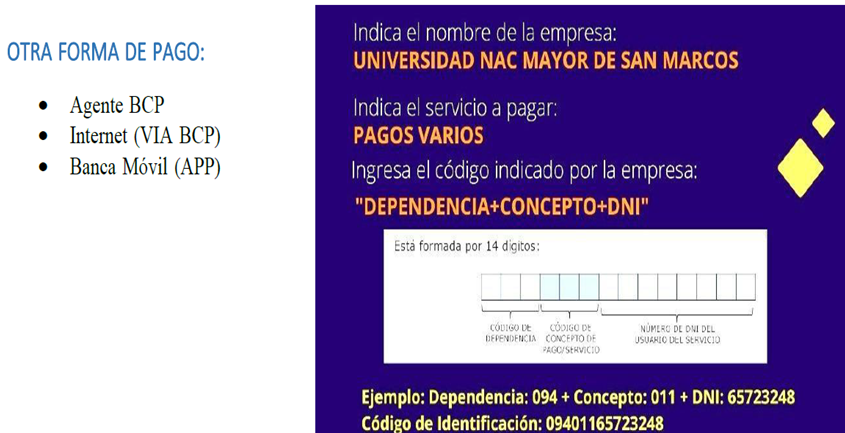 OTRA FORMA DE PAGO:
• Agente BCP
• Internet (VIA BCP)
• Banca Móvil (APP)
Indica el nombre de la empresa:
UNIVERSIDAD NAC MAYOR DE SAN MARCOS
Indica el servicio a pagar:
PAGOS VARIOS
Ingresa el código indicado por la empresa:
"DEPENDENCIA+CONCEPTO+DNI"
Está formada por 14 dígitos:
CÓDIGO DE
DEPENDENCIA
CÓDIGO DE
CONCEPTO DE
PAGO/SERVICIO
NÚMERO DE DNI DEL
USUARIO DEL SERVICIO
Ejemplo: Dependencia: 094 + Concepto: 011 + DNI: 65723248
Código de Identificación: 09401165723248